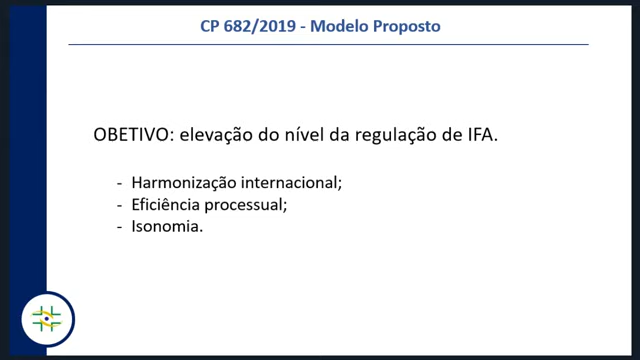 CP 682/2019 - Modelo Proposto
OBETIVO: elevação do nível da regulação de IFA.
- Harmonização internacional;
- Eficiência processual;
- Isonomia.